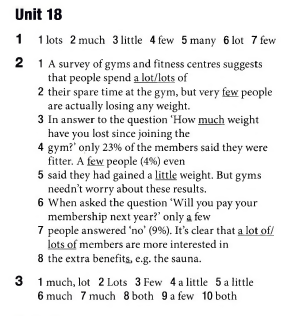 Unit 18
1 1 lots 2 much 3 little 4 few 5 many 6 lot 7 few
2 1 A survey of gyms and fitness centres suggests
that people spend a lot/lots of
2 their spare time at the gym, but very few people
are actually losing any weight.
3 In answer to the question 'How much weight
have you lost since joining the
4 gym?' only 23% of the members said they were
fitter. A few people (4%) even
5 said they had gained a little weight. But gyms
needn't worry about these results.
6 When asked the question 'Will you pay your
membership next year?' only a few
7 people answered 'no' (9%). It's clear that a lot of/
lots of members are more interested in
8 the extra benefits, e.g. the sauna.
3 1 much, lot 2 Lots 3 Few 4 a little 5 a little
6 much 7 much 8 both 9 a few 10 both